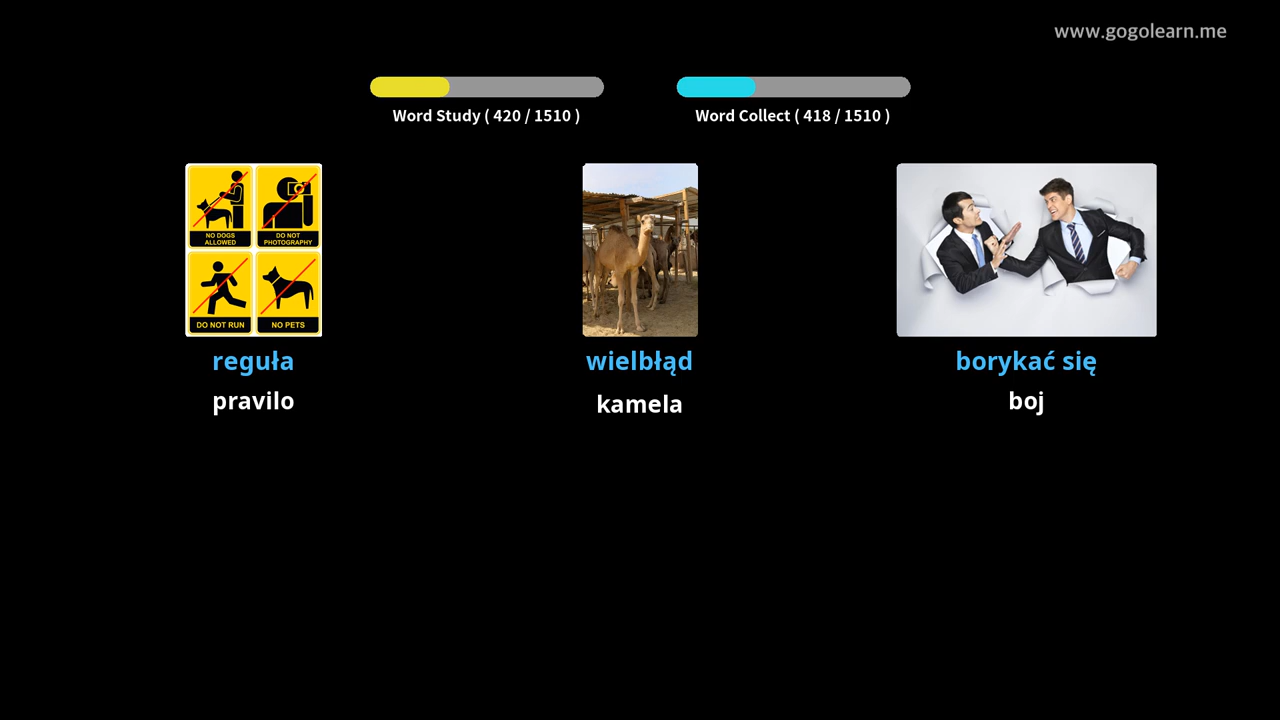 www.gogolearn.me
Word Study ( 420 / 1510 )
Word Collect ( 418 / 1510 )
NO DOGS
ALLOWED
DO NOT
PHOTOGRAPHY
DO NOT RUN
NO PETS
reguła
wielbłąd
borykać się
pravilo
kamela
boj